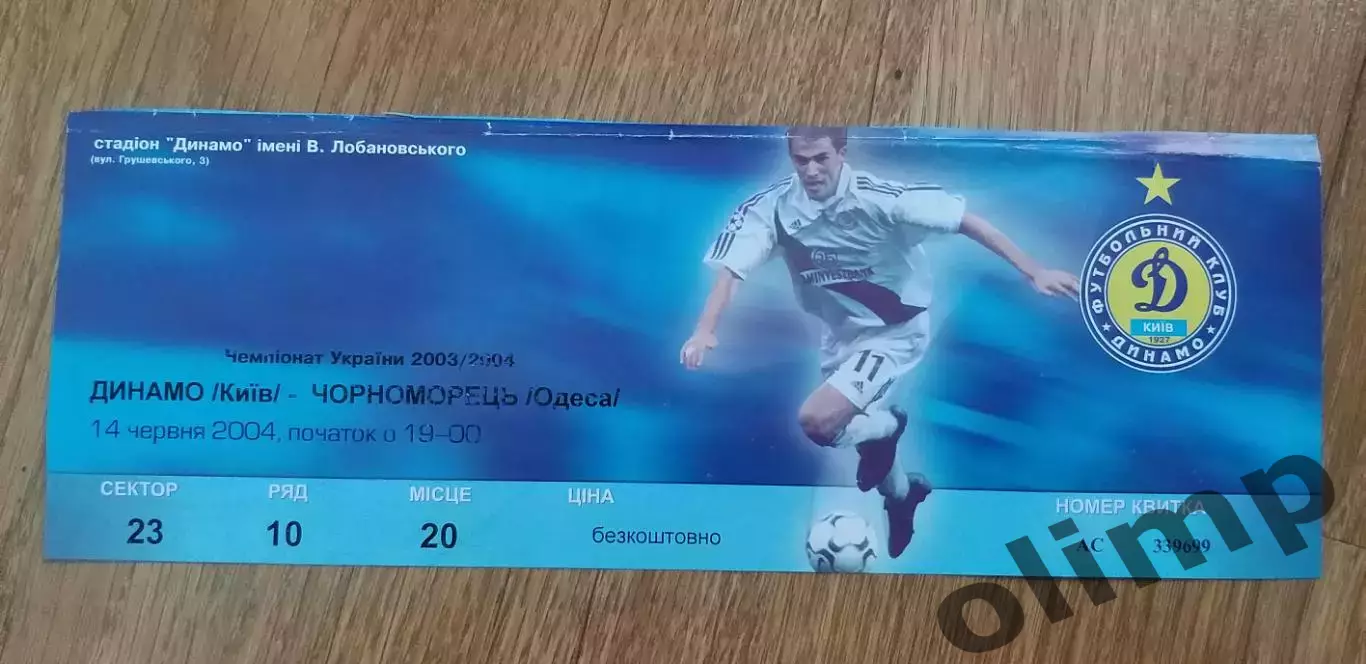 стадіон "Динамо" імені В. Лобановського
(вул. Грушевського, 3)
ФУТБОЛЬНИЙ КЛУБ
Д
КИЇВ
1927
ДИНАМО
11
Чемпіонат України 2003/2004
ДИНАМО /Київ/ - ЧОРНОМОРЕЦЬ /Одеса/
14 червня 2004, початок о 19-00
СЕКТОР РЯД МІСЦЕ ЦІНА НОМЕР КВИТКА
23 10 20 безкоштовно АС 339699
olimp